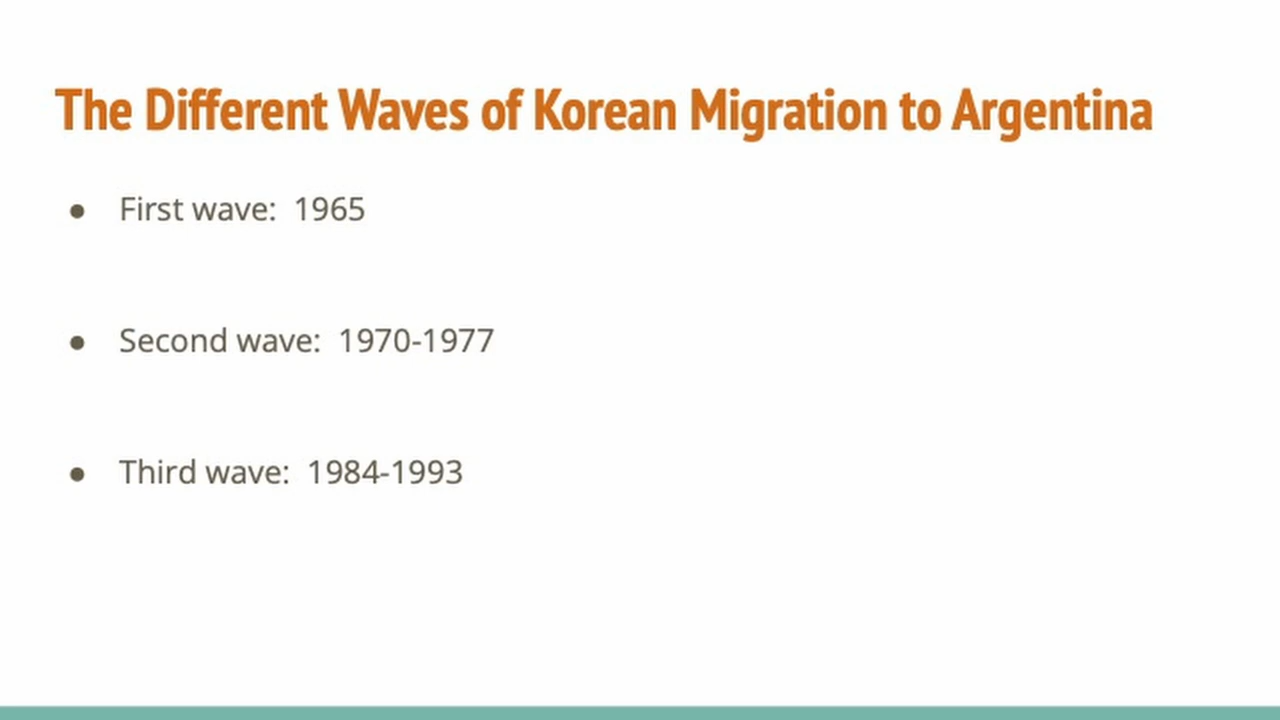 The Different Waves of Korean Migration to Argentina
● First wave: 1965
● Second wave: 1970-1977
● Third wave: 1984-1993